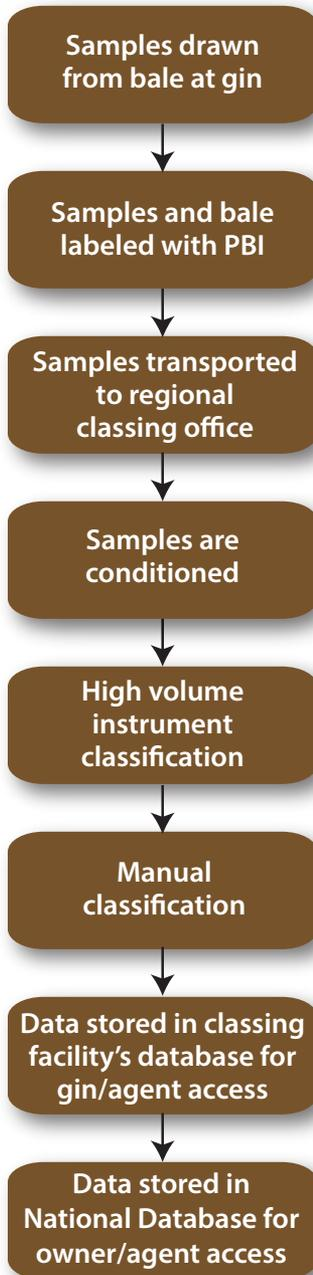 Samples drawn
from bale at gin
Samples and bale
labeled with PBI
Samples transported
to regional
classing office
Samples are
conditioned
High volume
instrument
classification
Manual
classification
Data stored in classing
facility's database for
gin/agent access
Data stored in
National Database for
owner/agent access